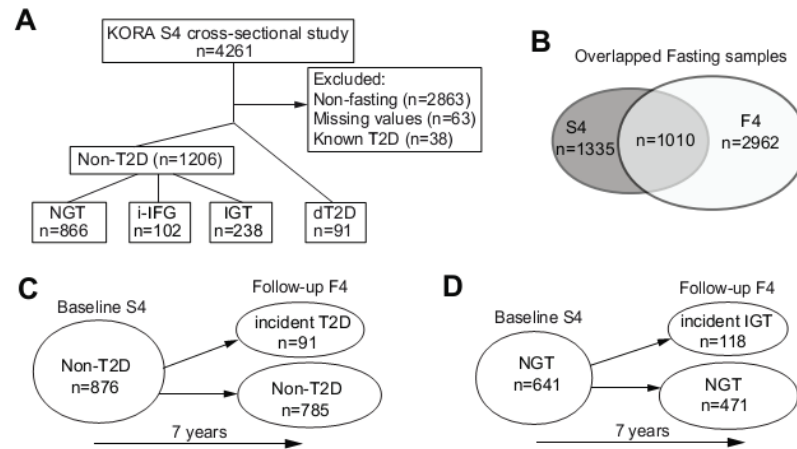 A
KORA S4 cross-sectional study
n=4261
Excluded:
Non-fasting (n=2863)
Missing values (n=63)
Known T2D (n=38)
Non-T2D (n=1206)
NGT
n=866
i-IFG
n=102
IGT
n=238
dT2D
n=91
B
Overlapped Fasting samples
S4
n=1335
n=1010
F4
n=2962
C
Baseline S4
Follow-up F4
Non-T2D
n=876
incident T2D
n=91
Non-T2D
n=785
7 years
D
Baseline S4
Follow-up F4
NGT
n=641
incident IGT
n=118
NGT
n=471
7 years